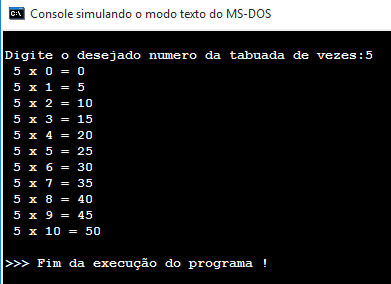 C:\
Console simulando o modo texto do MS-DOS
Digite o desejado numero da tabuada de vezes:5
5 x 0 = 0
5 x 1 = 5
5 x 2 = 10
5 x 3 = 15
5 x 4 = 20
5 x 5 = 25
5 x 6 = 30
5 x 7 = 35
5 x 8 = 40
5 x 9 = 45
5 x 10 = 50
>>> Fim da execução do programa !